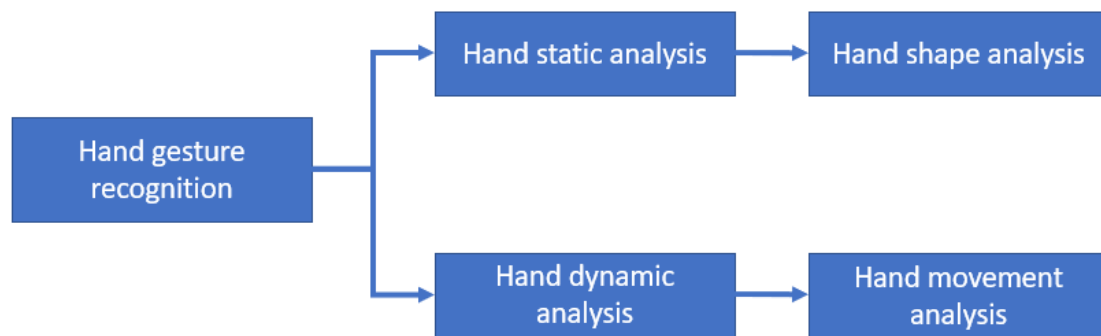 Hand static analysis
Hand shape analysis
Hand gesture
recognition
Hand dynamic
analysis
Hand movement
analysis